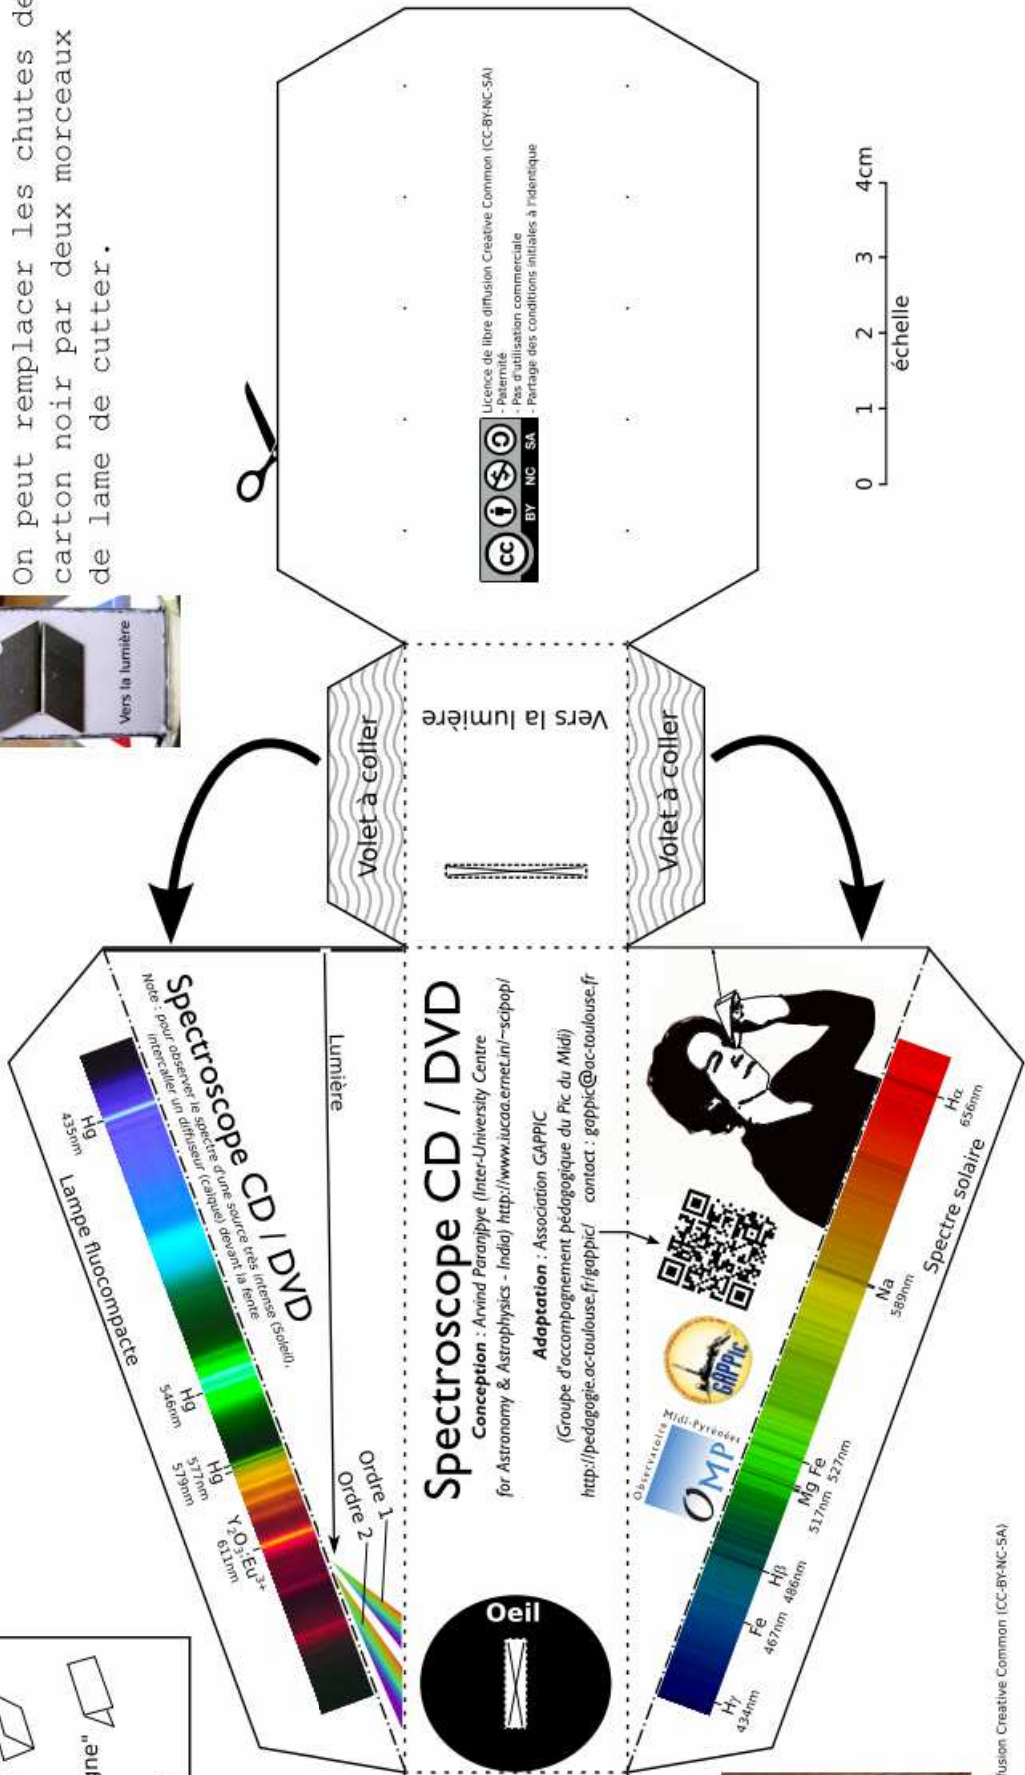 On peut remplacer les chutes de
carton noir par deux morceaux
de lame de cutter.
Vers la lumière
Licence de libre diffusion Creative Common (CC-BY-NC-SA)
- Paternité
- Pas d'utilisation commerciale
- Partage des conditions initiales à l'identique
cc
BY NC SA
0 1 2 3 4cm
échelle
Volet à coller
Vers la lumière
Volet à coller
Spectroscope CD / DVD
Note : pour observer le spectre d'une source très intense (Soleil),
intercaller un diffuseur (calque) devant la fente
Lumière
Ordre 1
Ordre 2
Lampe fluocompacte
Hg
435nm
Hg
546nm
Hg
577nm
579nm
Y₂O₃:Eu³⁺
611nm
Spectroscope CD / DVD
Conception : Arvind Paranjpye (Inter-University Centre
for Astronomy & Astrophysics - India) http://www.iucaa.ernet.in/~scipop/
Adaptation : Association GAPPIC
(Groupe d'accompagnement pédagogique du Pic du Midi)
http://pedagogie.ac-toulouse.fr/gappic/ contact : gappic@ac-toulouse.fr
Oeil
Observatoire
Midi-Pyrénées
OMP
GAPPIC
Hγ
434nm
Fe
467nm
Hβ
486nm
Mg
517nm
Fe
527nm
Na
589nm
Hα
656nm
Spectre solaire
gne"
fusion Creative Common (CC-BY-NC-SA)